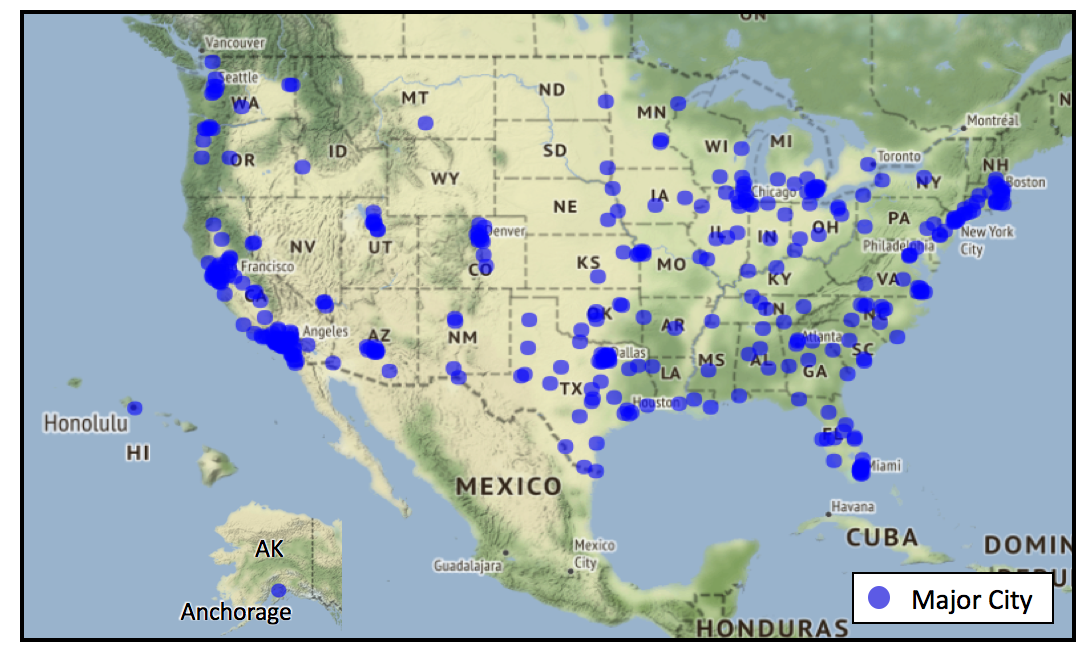 ON
Vancouver
Seattle
WA
MT
ND
MN
Montréal
N
OR
ID
SD
WI
MI
Toronto
NH
Boston
WY
IA
Chicago
NY
NE
PA
NV
UT
Denver
IL
IN
OH
New York
City
Philadelphia
Francisco
CO
KS
MO
KY
VA
CA
OK
TN
NC
Angeles
AZ
NM
AR
Atlanta
SC
Dallas
MS
AL
GA
LA
TX
Houston
Honolulu
HI
FL
Miami
MEXICO
Havana
CUBA
DOMIN
Mexico
City
Guadalajara
AK
Anchorage
Major City
HONDURAS